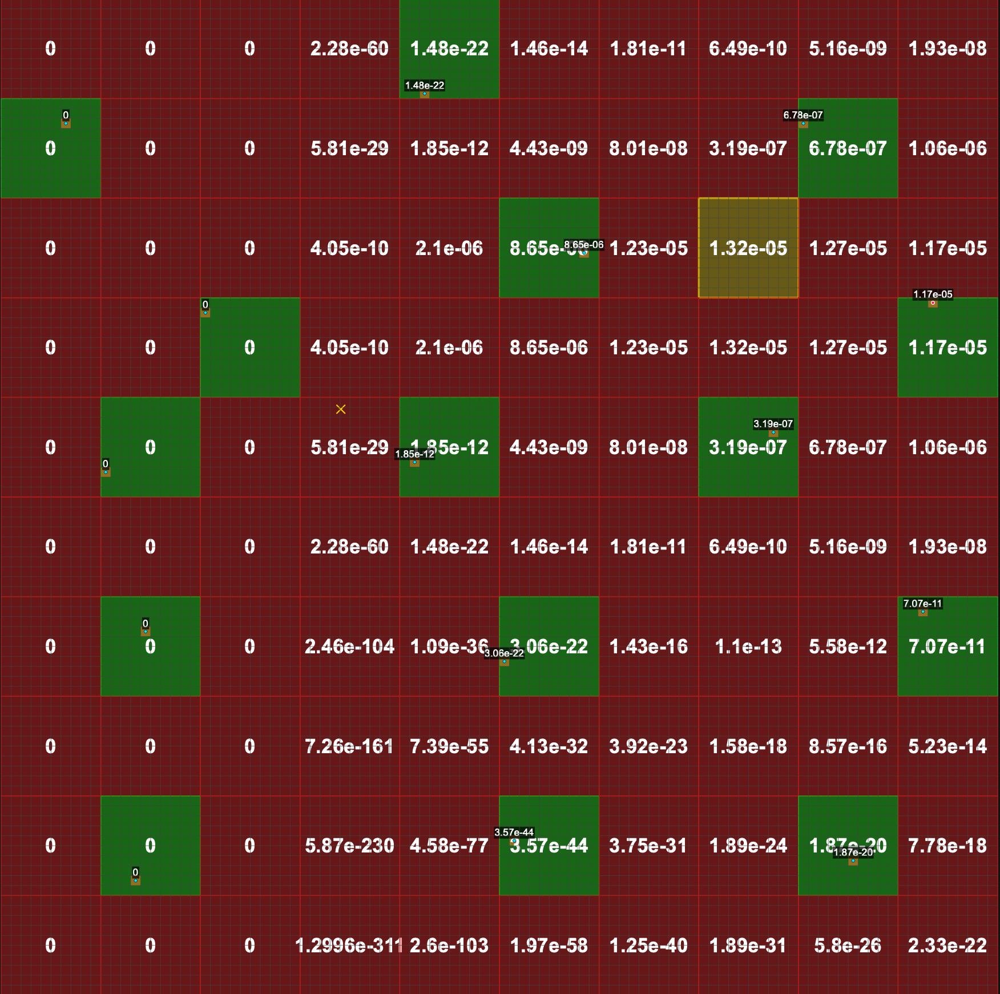 0 0 0 2.28e-60 1.48e-22 1.46e-14 1.81e-11 6.49e-10 5.16e-09 1.93e-08
1.48e-22
0 6.78e-07
0 0 0 5.81e-29 1.85e-12 4.43e-09 8.01e-08 3.19e-07 6.78e-07 1.06e-06
8.65e-06
0 0 0 4.05e-10 2.1e-06 8.65e-06 1.23e-05 1.32e-05 1.27e-05 1.17e-05
1.17e-05
0
0 0 0 4.05e-10 2.1e-06 8.65e-06 1.23e-05 1.32e-05 1.27e-05 1.17e-05
3.19e-07
0 0 0 5.81e-29 1.85e-12 4.43e-09 8.01e-08 3.19e-07 6.78e-07 1.06e-06
1.85e-12
0
0 0 0 2.28e-60 1.48e-22 1.46e-14 1.81e-11 6.49e-10 5.16e-09 1.93e-08
7.07e-11
0
0 0 0 2.46e-104 1.09e-36 3.06e-22 1.43e-16 1.1e-13 5.58e-12 7.07e-11
3.06e-22
0 0 0 7.26e-161 7.39e-55 4.13e-32 3.92e-23 1.58e-18 8.57e-16 5.23e-14
3.57e-44
0 0 0 5.87e-230 4.58e-77 3.57e-44 3.75e-31 1.89e-24 1.87e-20 7.78e-18
1.87e-20
0
0 0 0 1.2996e-311 2.6e-103 1.97e-58 1.25e-40 1.89e-31 5.8e-26 2.33e-22